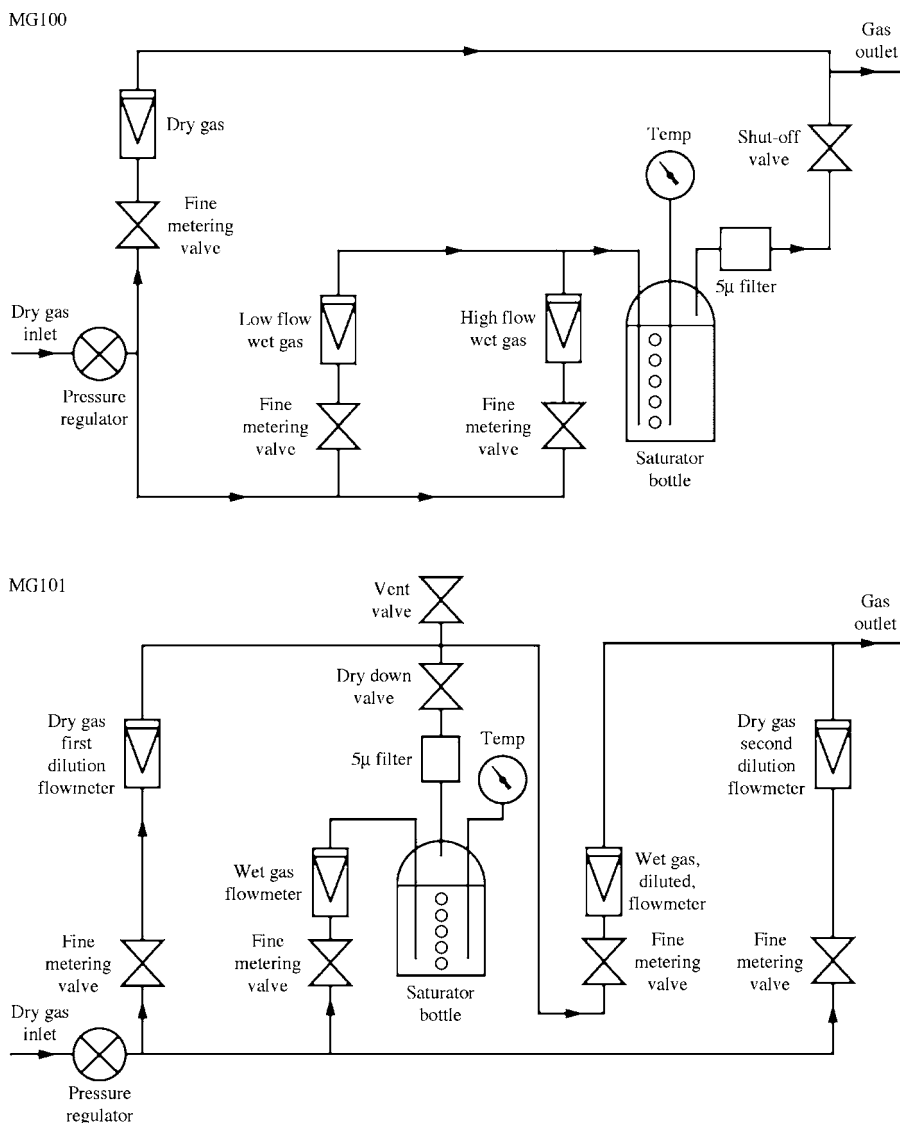 MG100
Gas
outlet
Dry gas
Temp
Shut-off
valve
Fine
metering
valve
5μ filter
Dry gas
inlet
Low flow
wet gas
High flow
wet gas
Pressure
regulator
Fine
metering
valve
Fine
metering
valve
Saturator
bottle
MG101
Vent
valve
Gas
outlet
Dry down
valve
Dry gas
first
dilution
flowmeter
5μ filter
Temp
Dry gas
second
dilution
flowmeter
Wet gas
flowmeter
Wet gas,
diluted,
flowmeter
Fine
metering
valve
Fine
metering
valve
Fine
metering
valve
Fine
metering
valve
Saturator
bottle
Dry gas
inlet
Pressure
regulator